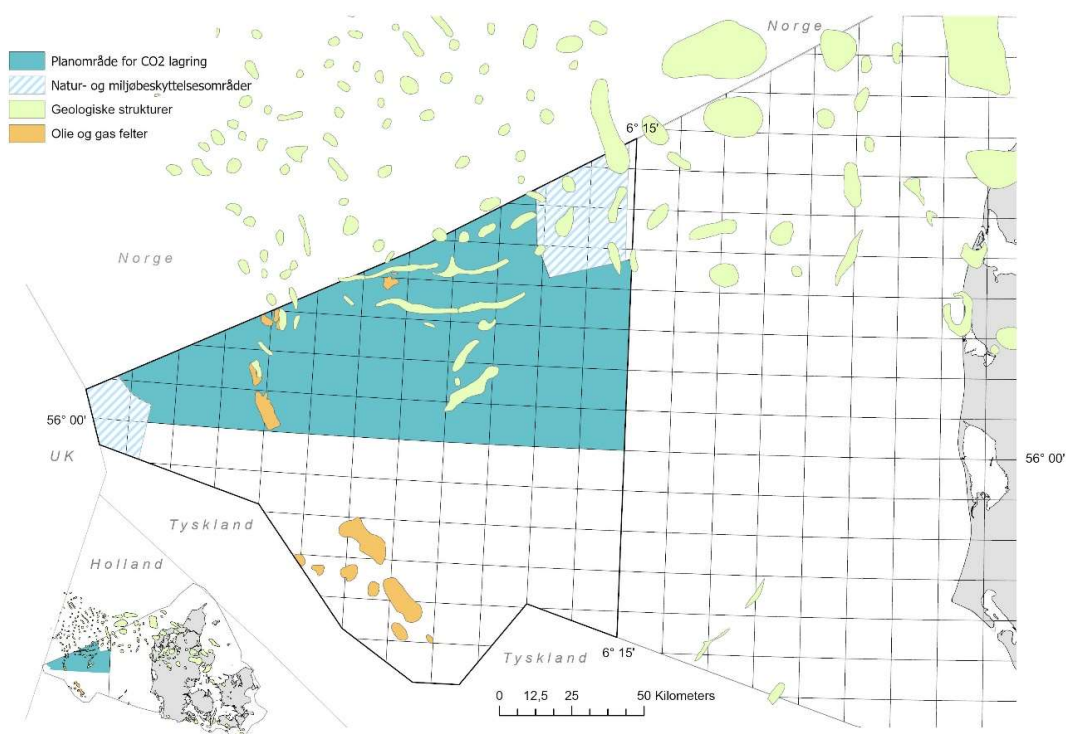 Norge
Planområde for CO2 lagring
Natur- og miljøbeskyttelsesområder
Geologiske strukturer
Olie og gas felter
6° 15'
Norge
56° 00'
UK
56° 00'
Tyskland
Holland
Tyskland
6° 15'
0 12,5 25 50 Kilometers